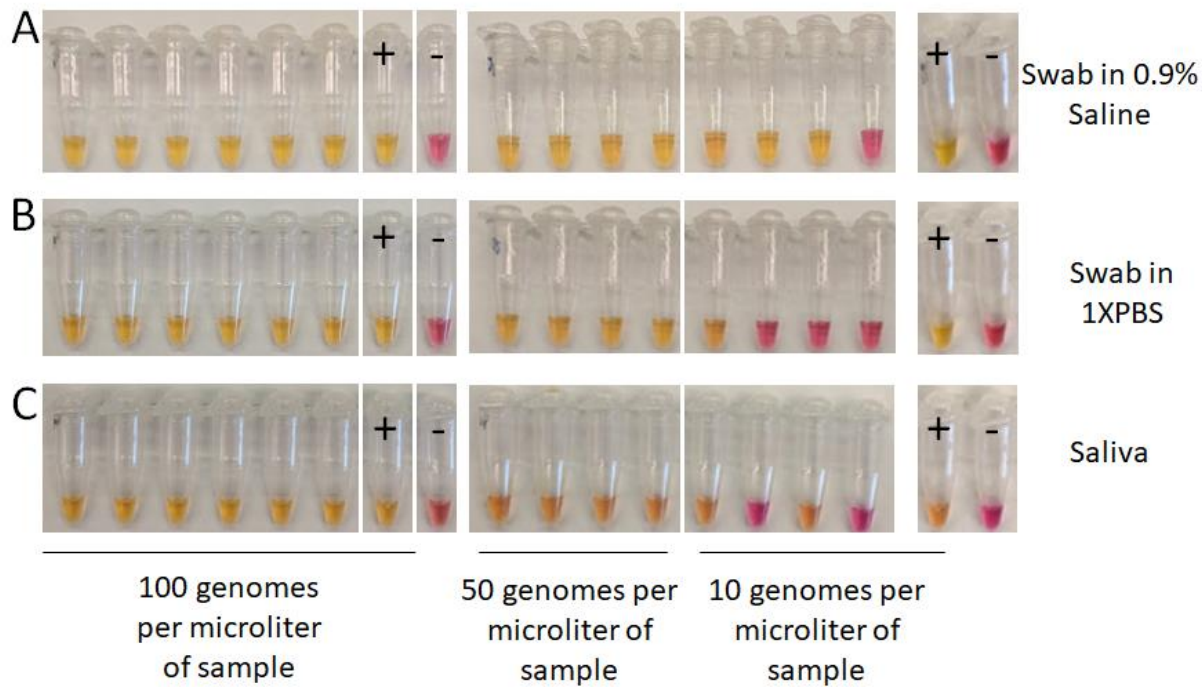 A
+
-
+
-
Swab in 0.9%
Saline
B
+
-
+
-
Swab in
1XPBS
C
+
-
+
-
Saliva
100 genomes
per microliter
of sample
50 genomes per
microliter of
sample
10 genomes per
microliter of
sample